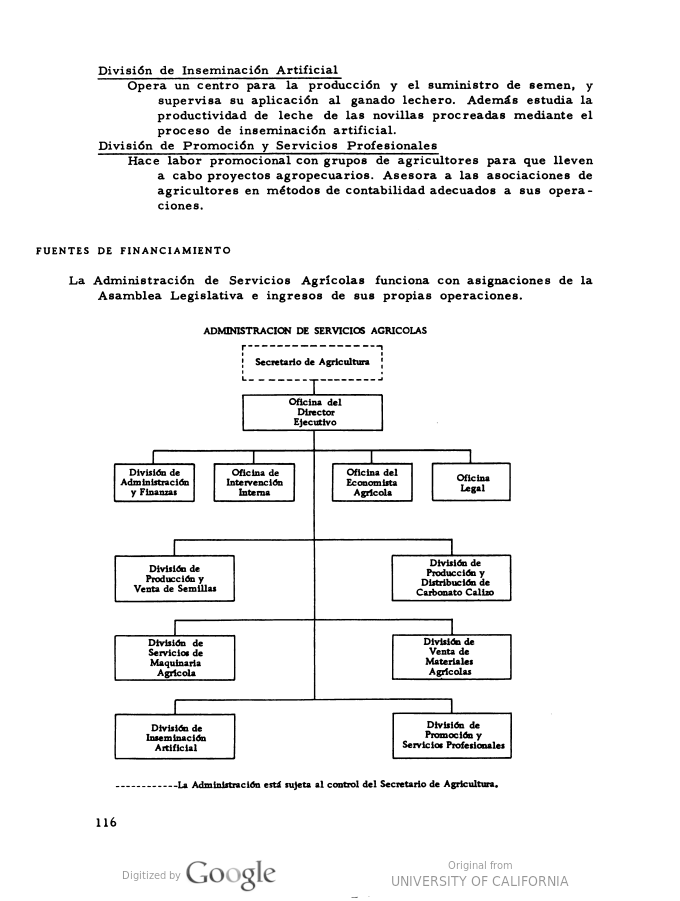 División de Inseminación Artificial
Opera un centro para la producción y el suministro de semen, y
supervisa su aplicación al ganado lechero. Además estudia la
productividad de leche de las novillas procreadas mediante el
proceso de inseminación artificial.
División de Promoción y Servicios Profesionales
Hace labor promocional con grupos de agricultores para que lleven
a cabo proyectos agropecuarios. Asesora a las asociaciones de
agricultores en métodos de contabilidad adecuados a sus opera-
ciones.
FUENTES DE FINANCIAMIENTO
La Administración de Servicios Agrícolas funciona con asignaciones de la
Asamblea Legislativa e ingresos de sus propias operaciones.
ADMINISTRACION DE SERVICIOS AGRICOLAS
Secretario de Agricultura
Oficina del
Director
Ejecutivo
División de
Administración
y Finanzas
Oficina de
Intervención
Interna
Oficina del
Economista
Agrícola
Oficina
Legal
División de
Producción y
Venta de Semillas
División de
Producción y
Distribución de
Carbonato Calizo
División de
Servicios de
Maquinaria
Agrícola
División de
Venta de
Materiales
Agrícolas
División de
Inseminación
Artificial
División de
Promoción y
Servicios Profesionales
------------La Administración está sujeta al control del Secretario de Agricultura.
116
Digitized by Google
Original from
UNIVERSITY OF CALIFORNIA